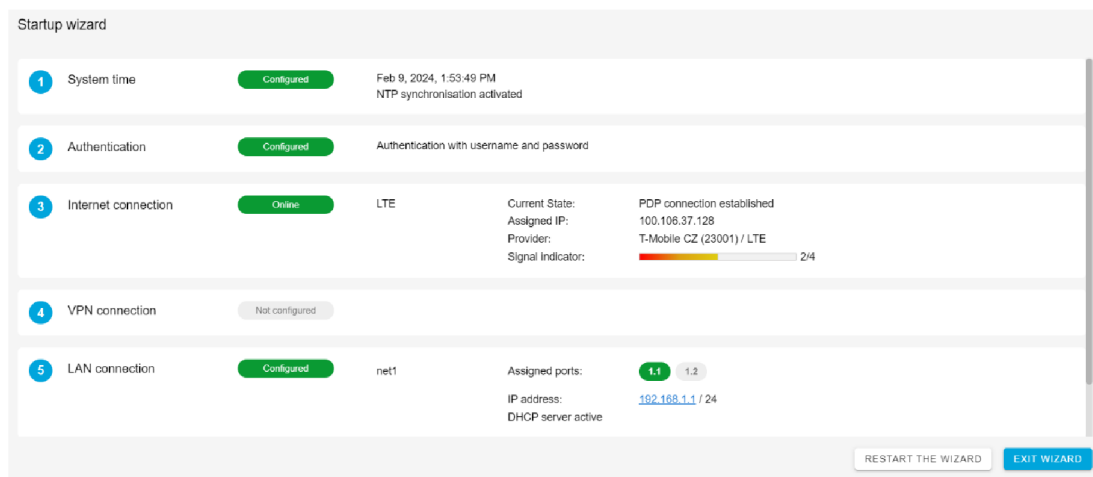 Startup wizard
1 System time Configured Feb 9, 2024, 1:53:49 PM
NTP synchronisation activated
2 Authentication Configured Authentication with username and password
3 Internet connection Online LTE Current State: PDP connection established
Assigned IP: 100.106.37.128
Provider: T-Mobile CZ (23001) / LTE
Signal indicator: 2/4
4 VPN connection Not configured
5 LAN connection Configured net1 Assigned ports: 1.1 1.2
IP address: 192.168.1.1 / 24
DHCP server active
RESTART THE WIZARD EXIT WIZARD